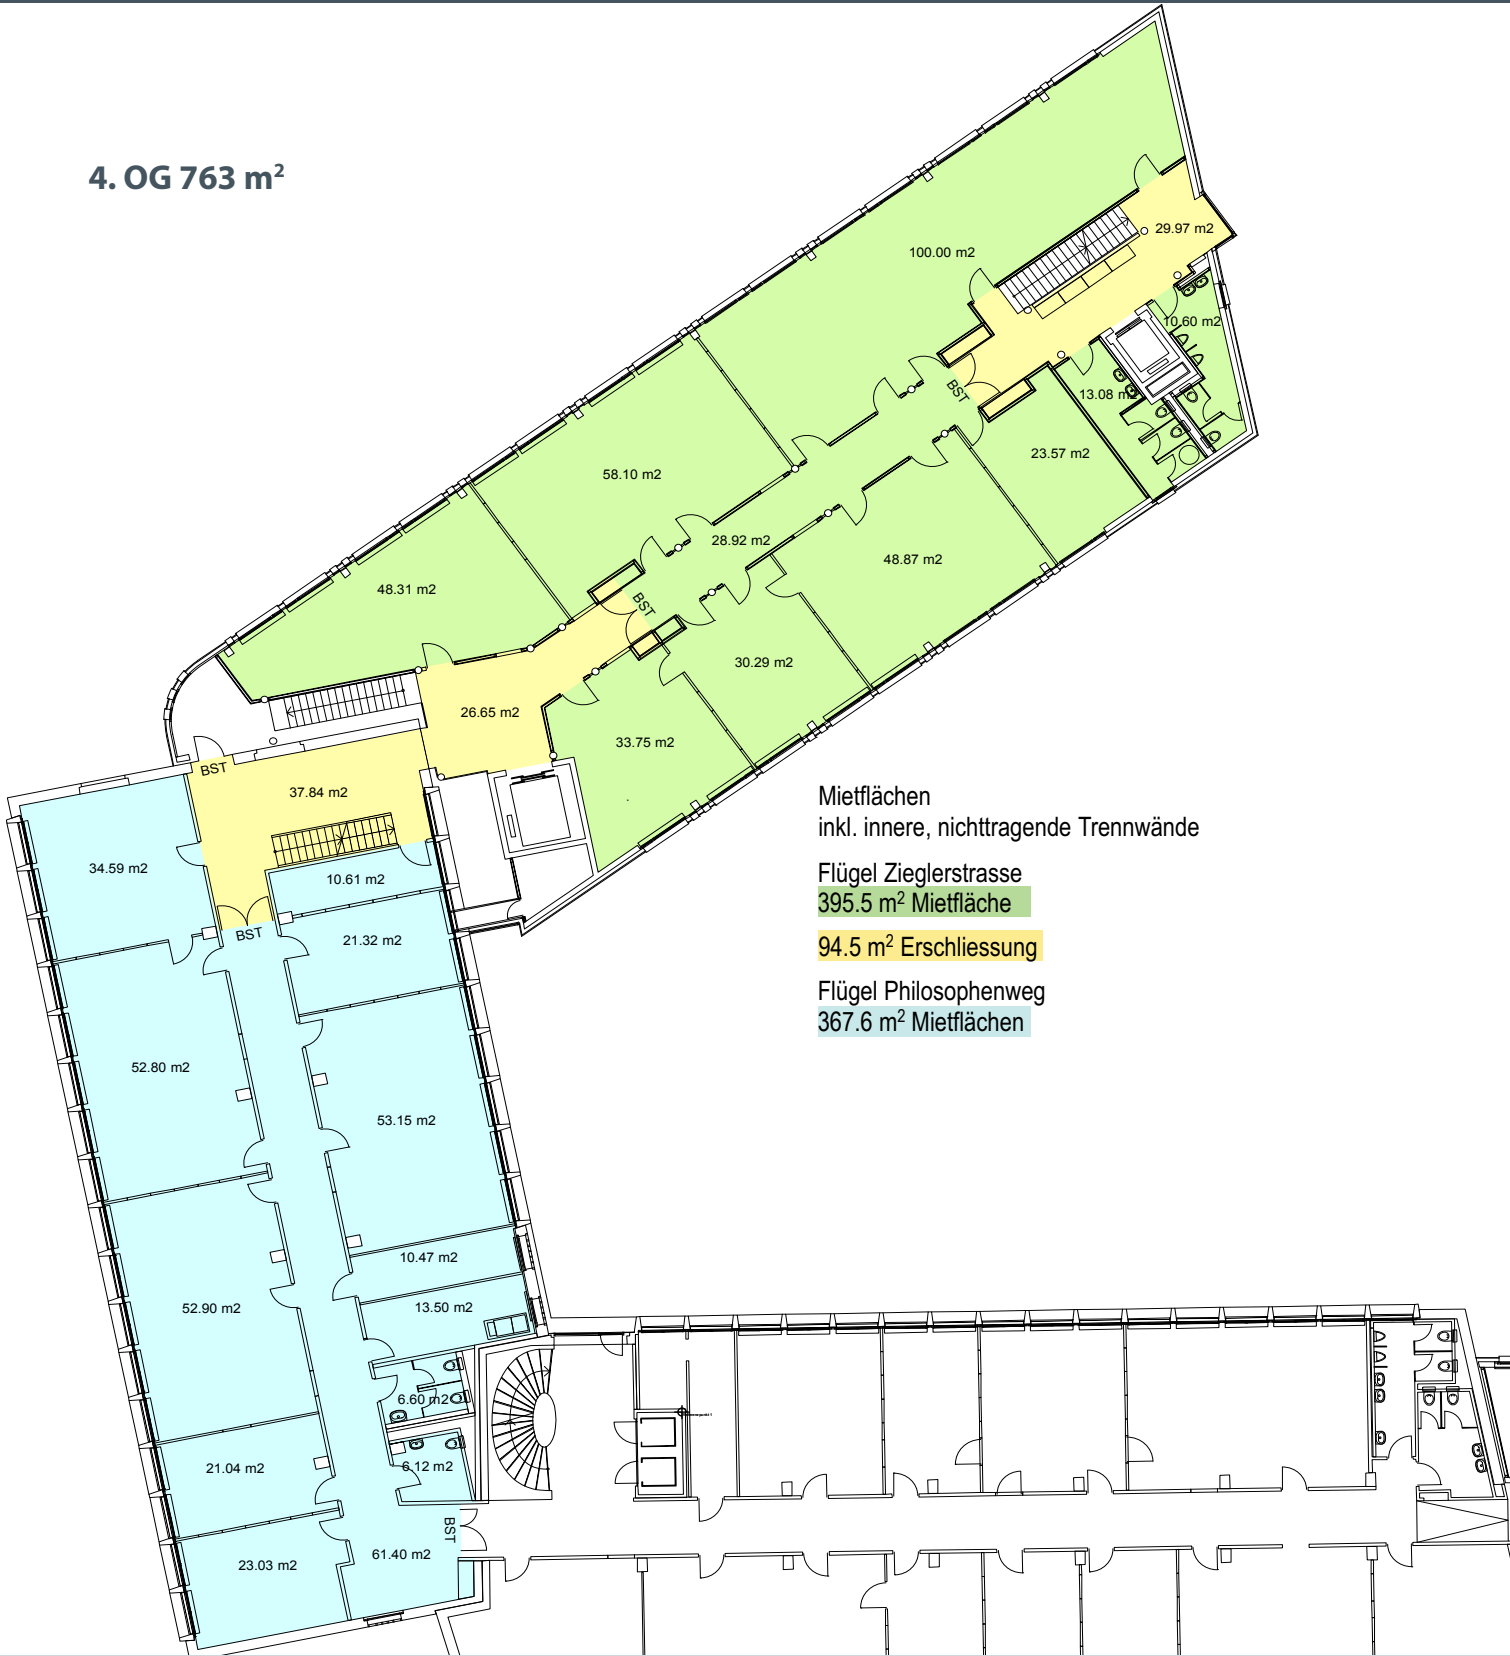 4. OG 763 m²
29.97 m2
100.00 m2
10.60 m2
BST
13.08 m2
23.57 m2
58.10 m2
28.92 m2
48.87 m2
48.31 m2
BST
30.29 m2
26.65 m2
33.75 m2
BST
37.84 m2
Mietflächen
inkl. innere, nichttragende Trennwände
Flügel Zieglerstrasse
395.5 m² Mietfläche
94.5 m² Erschliessung
Flügel Philosophenweg
367.6 m² Mietflächen
34.59 m2
10.61 m2
BST
21.32 m2
52.80 m2
53.15 m2
10.47 m2
52.90 m2
13.50 m2
6.60 m2
21.04 m2
6.12 m2
BST
61.40 m2
23.03 m2